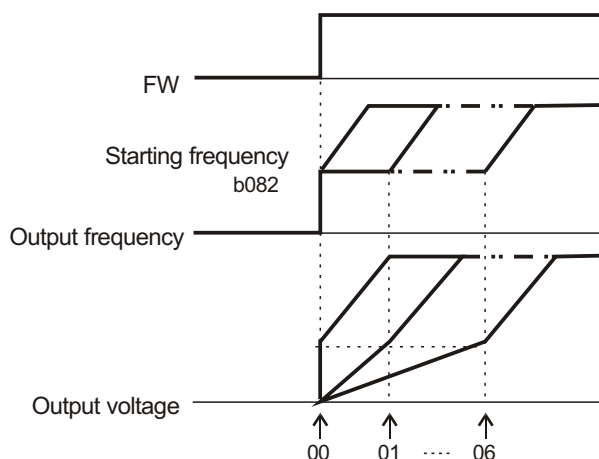 FW
Starting frequency
b082
Output frequency
Output voltage
00 01 ····· 06